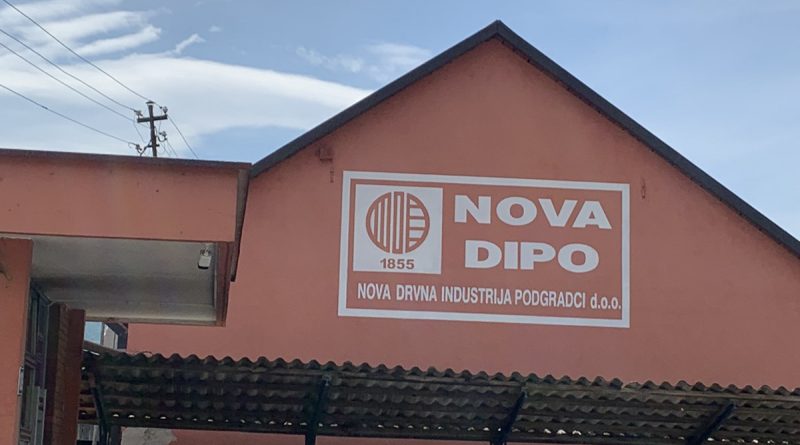 NOVA
DIPO
1855
NOVA DRVNA INDUSTRIJA PODGRADCI d.o.o.